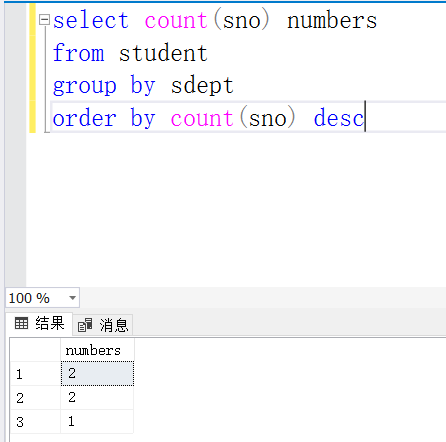 select count(sno) numbers
from student
group by sdept
order by count(sno) desc
100 %
结果 消息
numbers
1 2
2 2
3 1